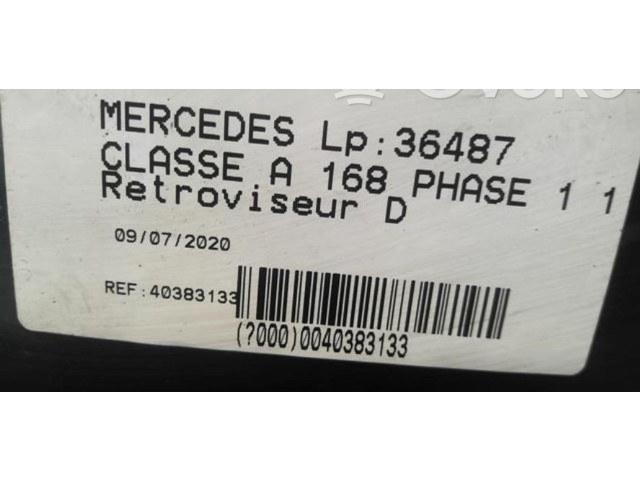 MERCEDES Lp:36487
CLASSE A 168 PHASE 1 1
Retroviseur D
09/07/2020
REF:40383133
(?000)0040383133